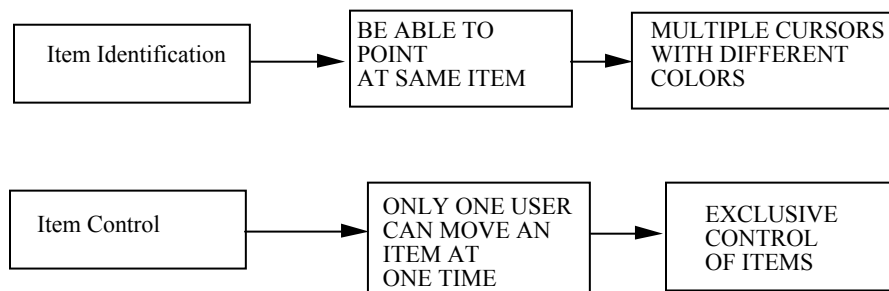 Item Identification
BE ABLE TO
POINT
AT SAME ITEM
MULTIPLE CURSORS
WITH DIFFERENT
COLORS
Item Control
ONLY ONE USER
CAN MOVE AN
ITEM AT
ONE TIME
EXCLUSIVE
CONTROL
OF ITEMS